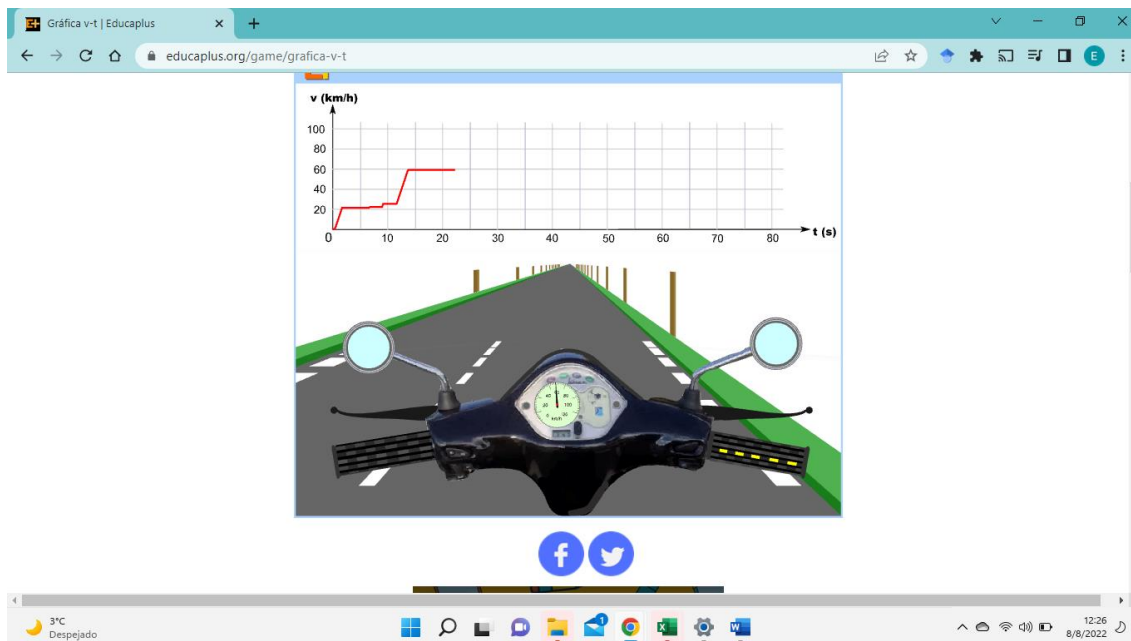 Gráfica v-t | Educaplus
educaplus.org/game/grafica-v-t
E
v (km/h)
100
80
60
40
20
0 10 20 30 40 50 60 70 80 t (s)
km/h
3°C
Despejado
12:26
8/8/2022